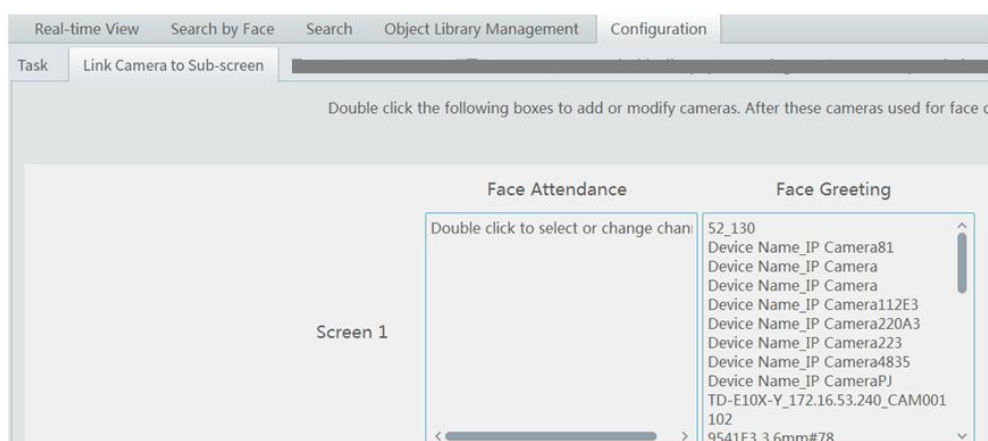 Real-time View Search by Face Search Object Library Management Configuration
Task Link Camera to Sub-screen
Double click the following boxes to add or modify cameras. After these cameras used for face
Face Attendance Face Greeting
Double click to select or change chan
52_130
Device Name_IP Camera81
Device Name_IP Camera
Device Name_IP Camera
Device Name_IP Camera112E3
Device Name_IP Camera220A3
Device Name_IP Camera223
Device Name_IP Camera4835
Device Name_IP CameraPJ
TD-E10X-Y_172.16.53.240_CAM001
102
9541E3 3.6mm#78
Screen 1